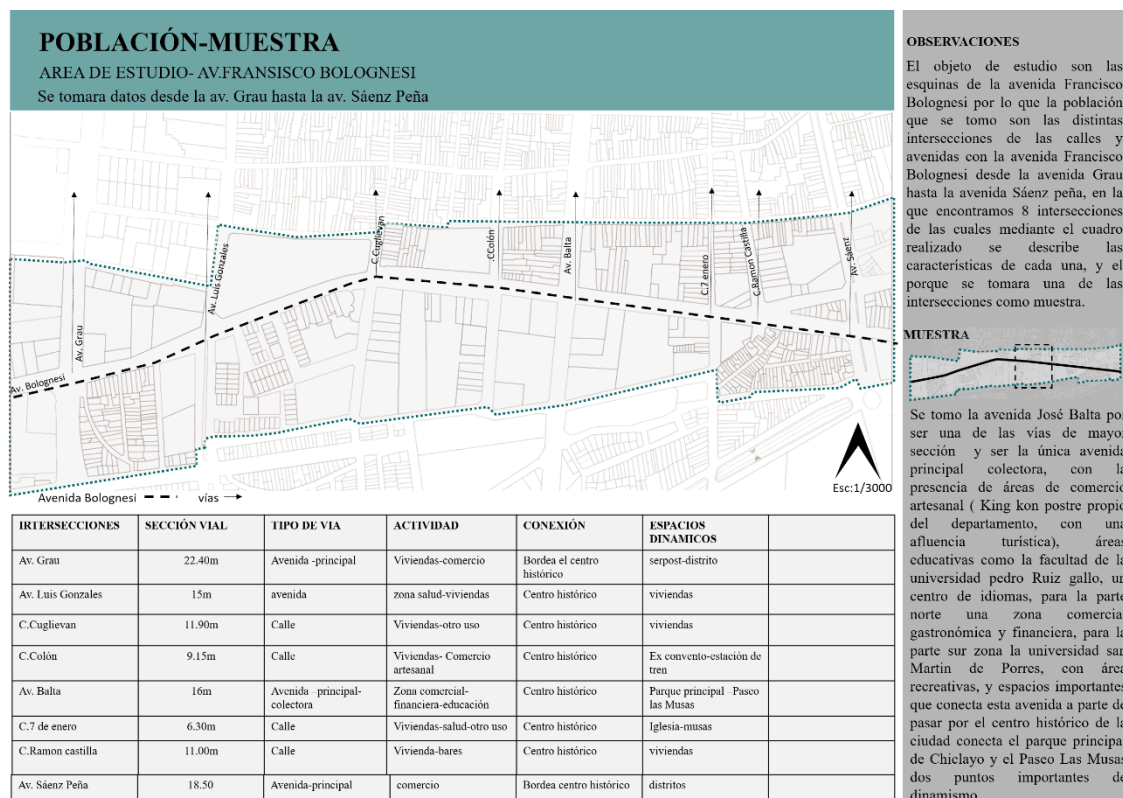 POBLACIÓN-MUESTRA
AREA DE ESTUDIO- AV.FRANSISCO BOLOGNESI
Se tomara datos desde la av. Grau hasta la av. Sáenz Peña
Av. Bolognesi
Av. Grau
Av. Luis Gonzales
C.Cuglievan
.CColón
Av. Balta
C.7 enero
C.Ramon Castilla
Av. Sáenz
Esc:1/3000
Avenida Bolognesi
vías
IRTERSECCIONES SECCIÓN VIAL TIPO DE VIA ACTIVIDAD CONEXIÓN ESPACIOS
DINAMICOS
Av. Grau 22.40m Avenida -principal Viviendas-comercio Bordea el centro serpost-distrito
histórico
Av. Luis Gonzales 15m avenida zona salud-viviendas Centro histórico viviendas
C.Cuglievan 11.90m Calle Viviendas-otro uso Centro histórico viviendas
C.Colón 9.15m Calle Viviendas- Comercio Centro histórico Ex convento-estación de
artesanal tren
Av. Balta 16m Avenida –principal- Zona comercial- Centro histórico Parque principal –Paseo
colectora financiera-educación las Musas
C.7 de enero 6.30m Calle Viviendas-salud-otro uso Centro histórico Iglesia-musas
C.Ramon castilla 11.00m Calle Vivienda-bares Centro histórico viviendas
Av. Sáenz Peña 18.50 Avenida-principal comercio Bordea centro histórico distritos
OBSERVACIONES
El objeto de estudio son las
esquinas de la avenida Francisco
Bolognesi por lo que la población
que se tomo son las distintas
intersecciones de las calles y
avenidas con la avenida Francisco
Bolognesi desde la avenida Grau
hasta la avenida Sáenz peña, en la
que encontramos 8 intersecciones
de las cuales mediante el cuadro
realizado se describe las
características de cada una, y el
porque se tomara una de las
intersecciones como muestra.
MUESTRA
Se tomo la avenida José Balta por
ser una de las vías de mayor
sección y ser la única avenida
principal colectora, con la
presencia de áreas de comercio
artesanal ( King kon postre propio
del departamento, con una
afluencia turística), áreas
educativas como la facultad de la
universidad pedro Ruiz gallo, un
centro de idiomas, para la parte
norte una zona comercial
gastronómica y financiera, para la
parte sur zona la universidad san
Martin de Porres, con área
recreativas, y espacios importantes
que conecta esta avenida a parte de
pasar por el centro histórico de la
ciudad conecta el parque principal
de Chiclayo y el Paseo Las Musas
dos puntos importantes de
dinamismo